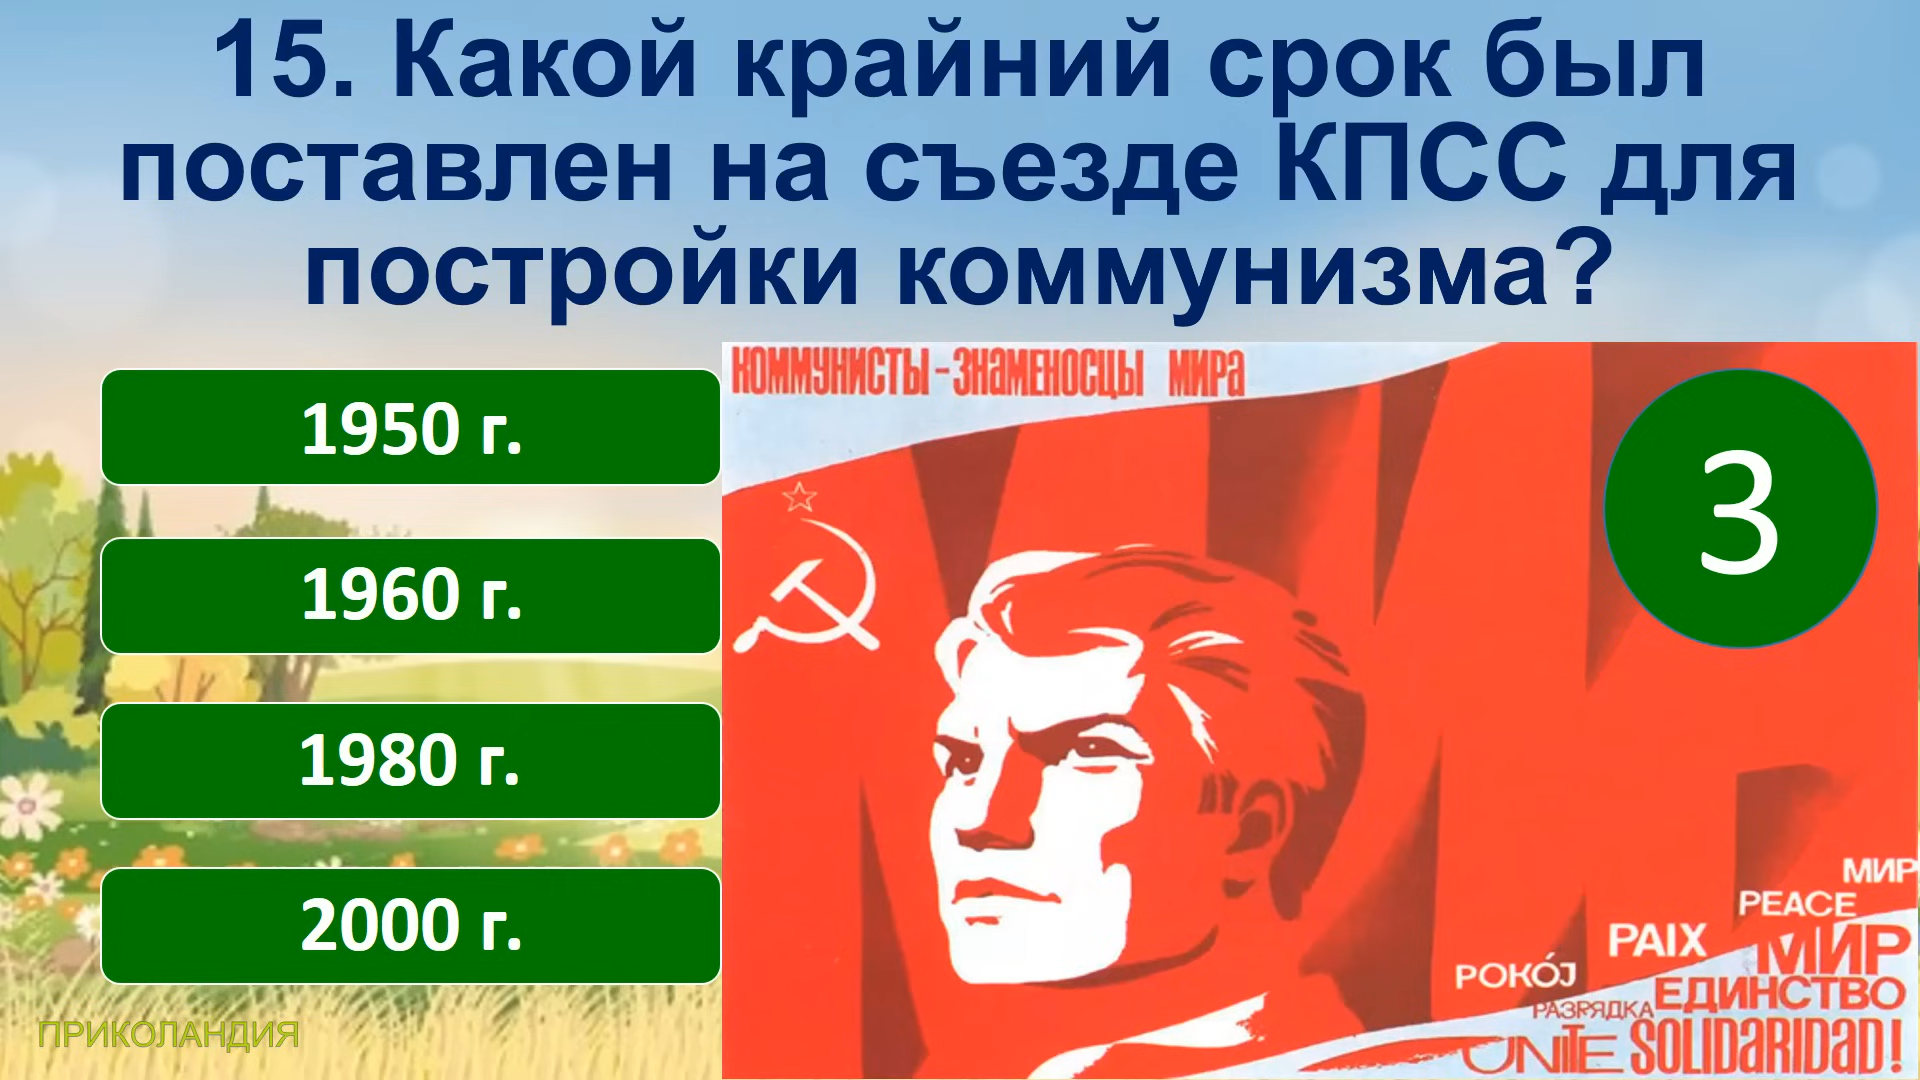 15. Какой крайний срок был
поставлен на съезде КПСС для
постройки коммунизма?
1950 г.
1960 г.
1980 г.
2000 г.
КОММУНИСТЫ - ЗНАМЕНОСЦЫ МИРА
3
МИР
PEACE
PAIX
МИР
POKÓJ
ЕДИНСТВО
РАЗРЯДКА
UNITE SOLIDARIDAD!
ПРИКОЛАНДИЯ